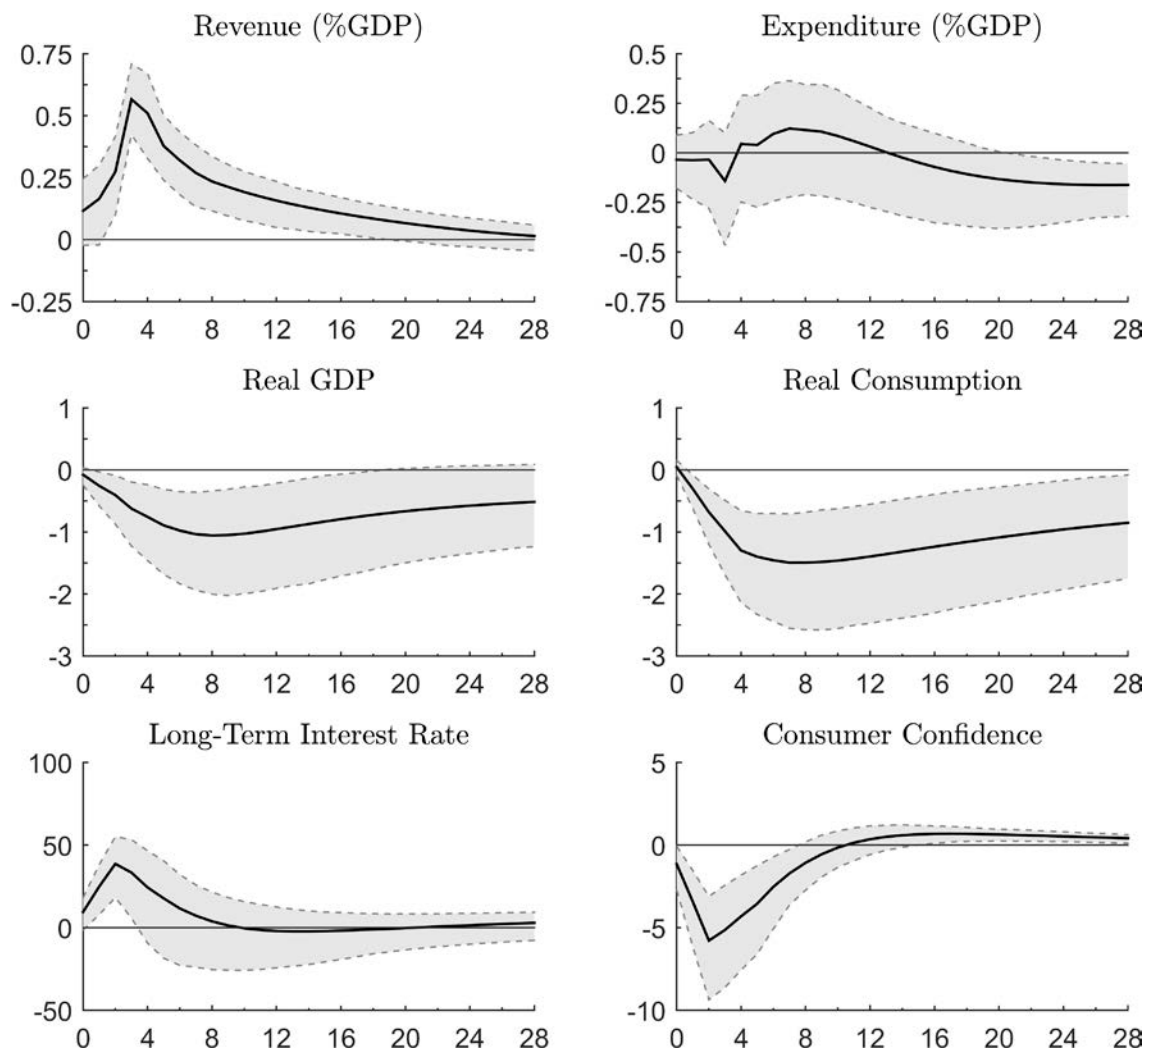 Revenue (%GDP)
0.75
0.5
0.25
0
-0.25
0 4 8 12 16 20 24 28
Expenditure (%GDP)
0.5
0.25
0
-0.25
-0.5
-0.75
0 4 8 12 16 20 24 28
Real GDP
1
0
-1
-2
-3
0 4 8 12 16 20 24 28
Real Consumption
1
0
-1
-2
-3
0 4 8 12 16 20 24 28
Long-Term Interest Rate
100
50
0
-50
0 4 8 12 16 20 24 28
Consumer Confidence
5
0
-5
-10
0 4 8 12 16 20 24 28